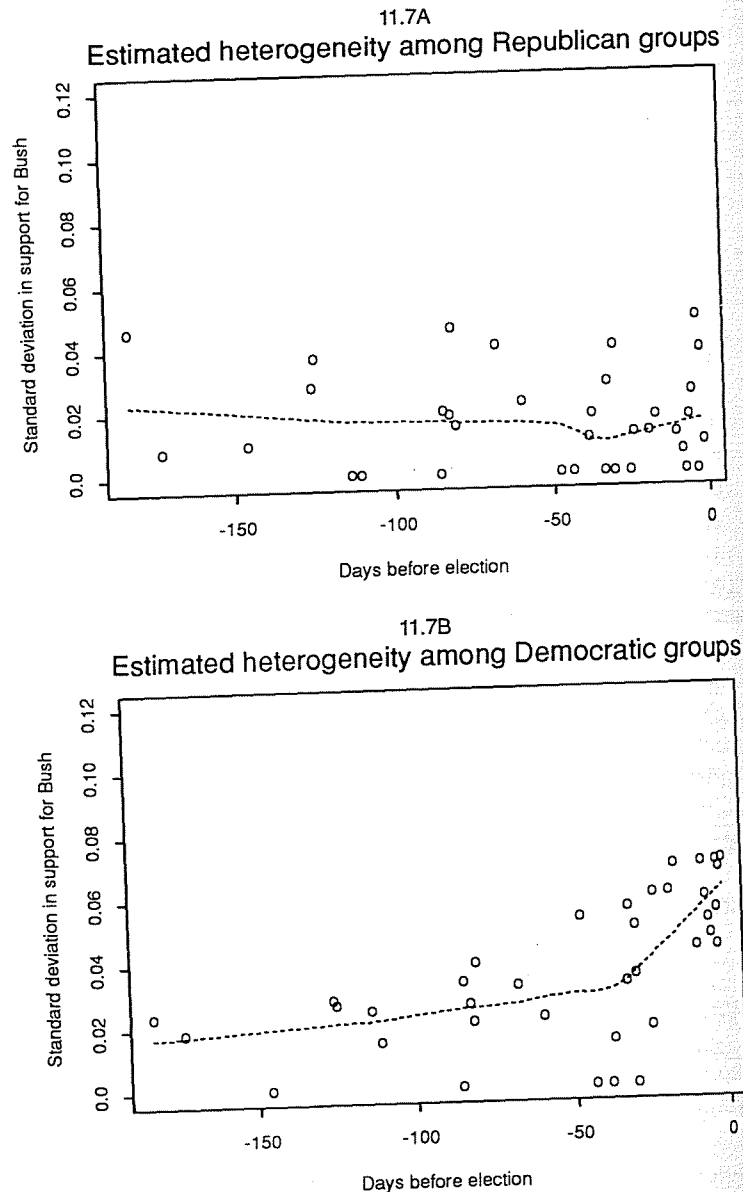 11.7A
Estimated heterogeneity among Republican groups
Standard deviation in support for Bush
0.12
0.10
0.08
0.06
0.04
0.02
0.0
-150
-100
-50
0
Days before election
11.7B
Estimated heterogeneity among Democratic groups
Standard deviation in support for Bush
0.12
0.10
0.08
0.06
0.04
0.02
0.0
-150
-100
-50
0
Days before election